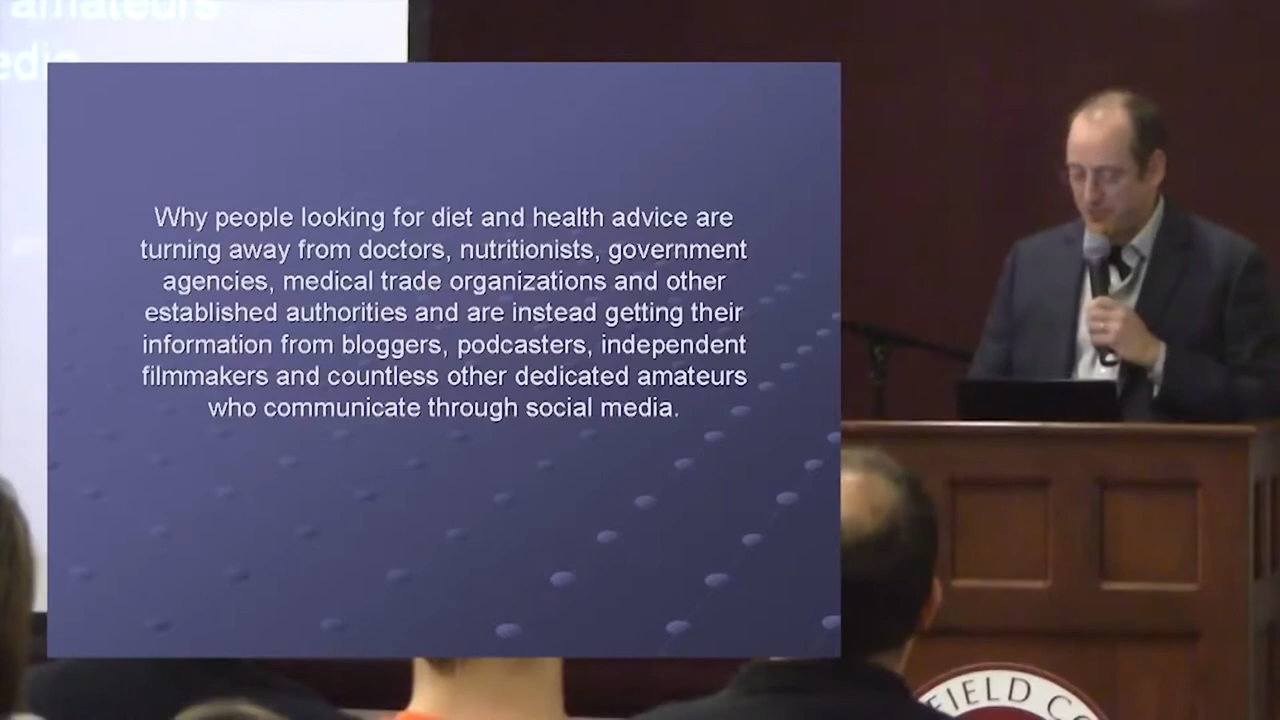 amateurs
Why people looking for diet and health advice are
turning away from doctors, nutritionists, government
agencies, medical trade organizations and other
established authorities and are instead getting their
information from bloggers, podcasters, independent
filmmakers and countless other dedicated amateurs
who communicate through social media.
FIELD